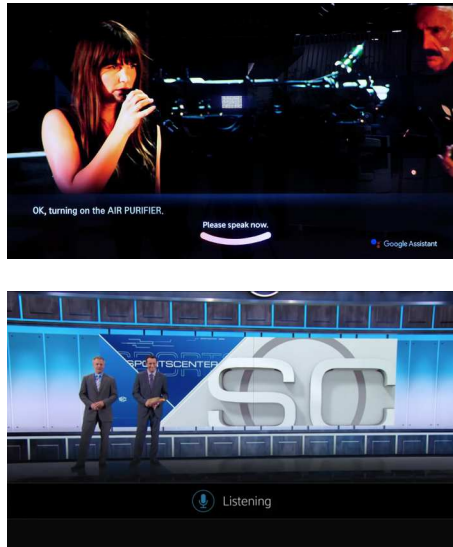 OK, turning on the AIR PURIFIER.
Please speak now.
Google Assistant
SPORTSCENTER
SC
Listening